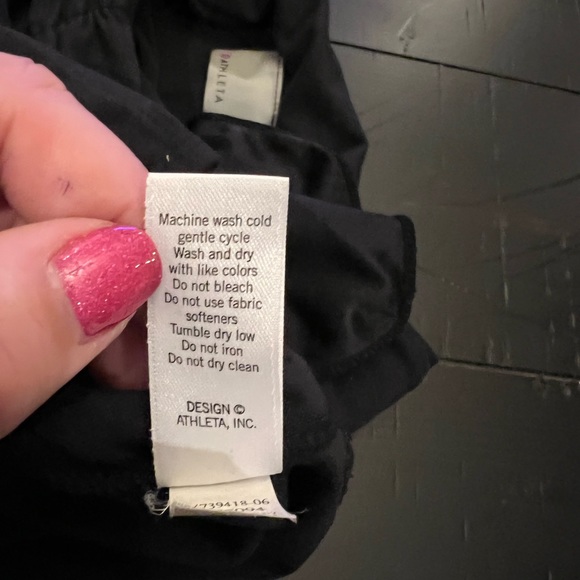 ATHLETA
Machine wash cold
gentle cycle
Wash and dry
with like colors
Do not bleach
Do not use fabric
softeners
Tumble dry low
Do not iron
Do not dry clean
DESIGN ©
ATHLETA, INC.